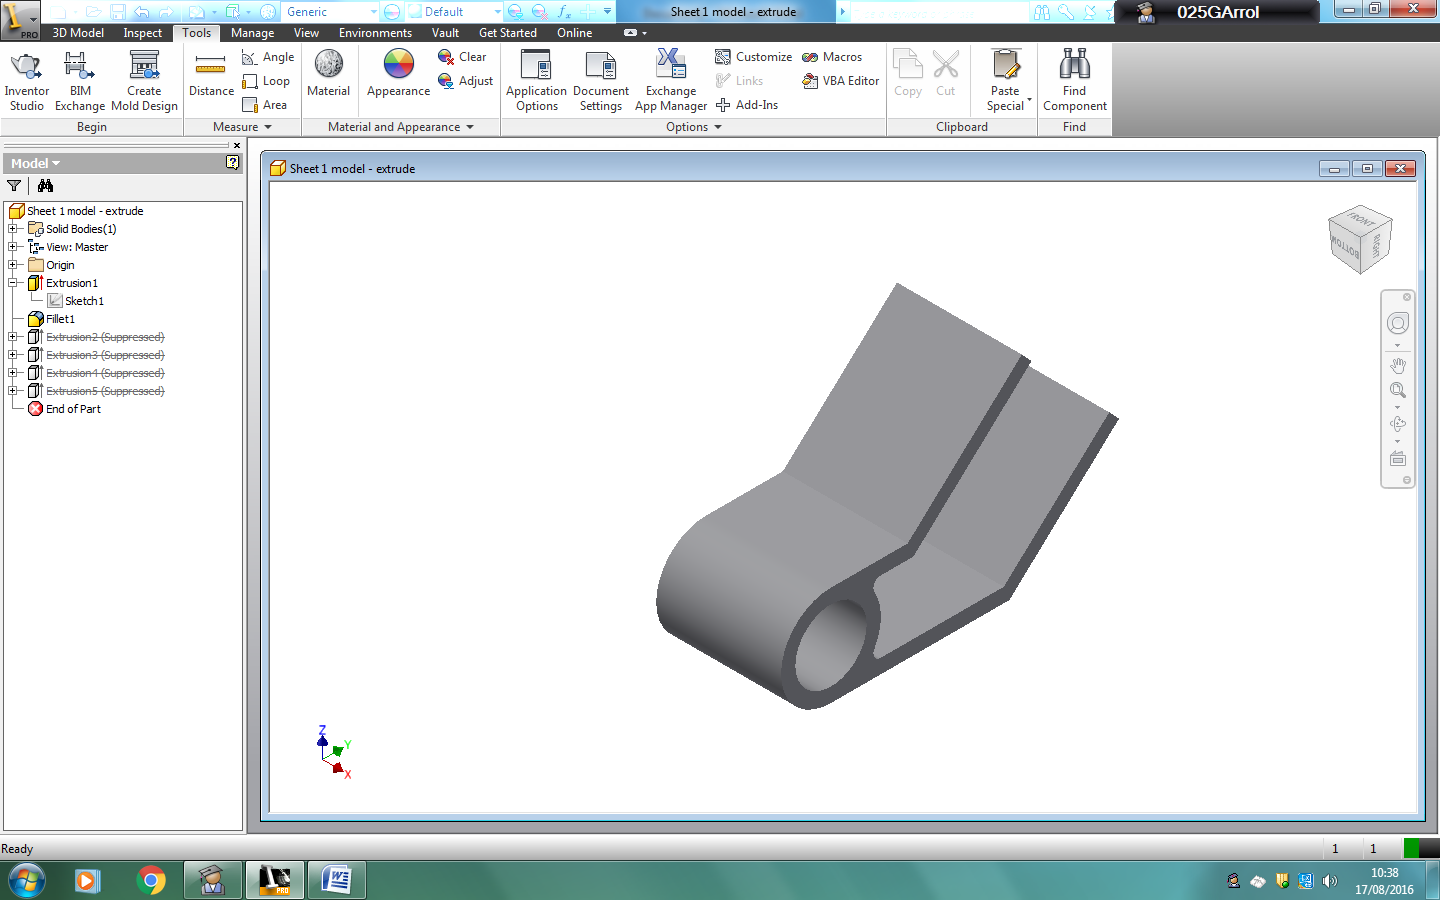 Generic
Default
fx
Sheet 1 model - extrude
025GArrol
PRO
3D Model
Inspect
Tools
Manage
View
Environments
Vault
Get Started
Online
Inventor Studio
BIM Exchange
Create Mold Design
Begin
Distance
Angle
Loop
Area
Measure
Material
Appearance
Clear
Adjust
Material and Appearance
Application Options
Document Settings
Exchange App Manager
Customize
Links
Add-Ins
Macros
VBA Editor
Options
Copy
Cut
Paste Special
Clipboard
Find Component
Find
Model
Sheet 1 model - extrude
Solid Bodies(1)
View: Master
Origin
Extrusion1
Sketch1
Fillet1
Extrusion2 (Suppressed)
Extrusion3 (Suppressed)
Extrusion4 (Suppressed)
Extrusion5 (Suppressed)
End of Part
Sheet 1 model - extrude
FRONT
BOTTOM
RIGHT
Z
Y
X
Ready
1
1
PRO
10:38
17/08/2016